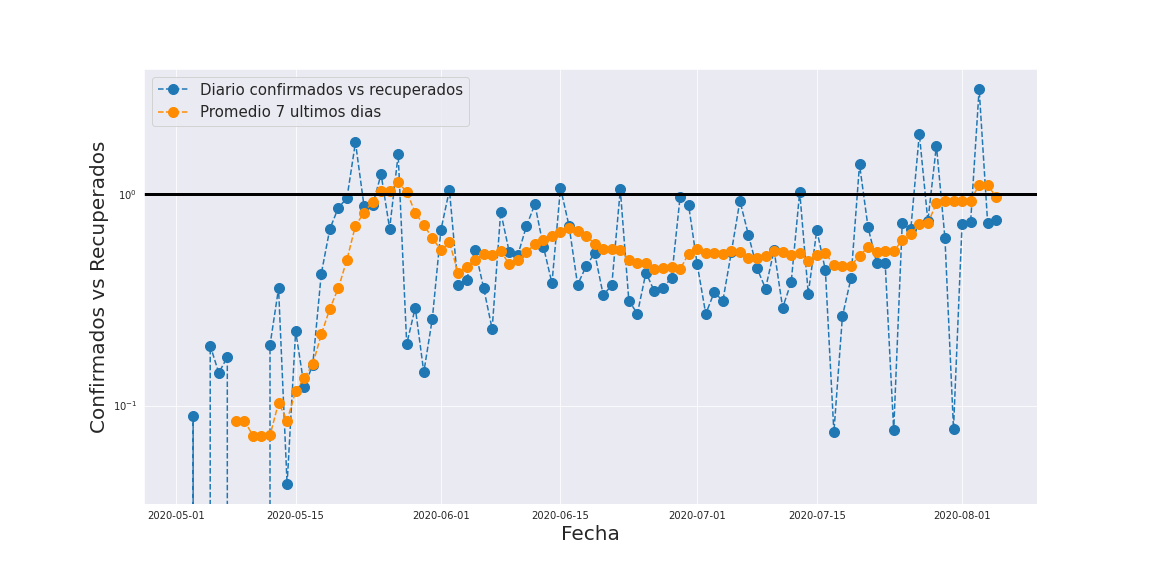 Diario confirmados vs recuperados
Promedio 7 ultimos dias
Confirmados vs Recuperados
10⁰
10⁻¹
2020-05-01 2020-05-15 2020-06-01 2020-06-15 2020-07-01 2020-07-15 2020-08-01
Fecha